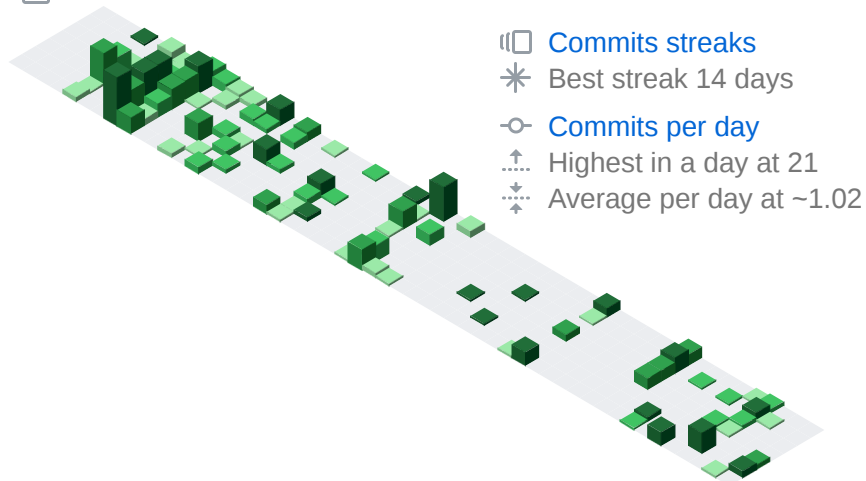 Commits streaks
Best streak 14 days
Commits per day
Highest in a day at 21
Average per day at ~1.02